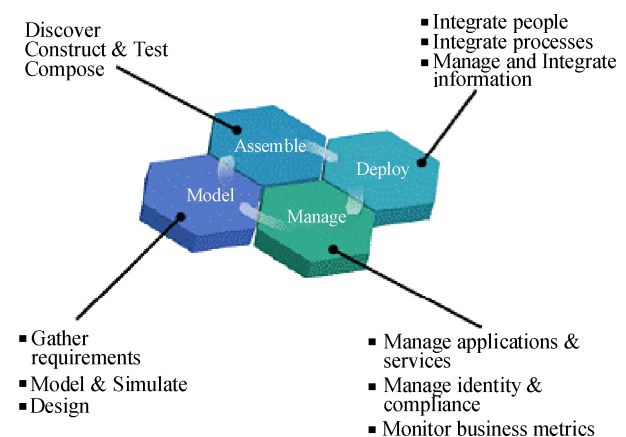 Discover
Construct & Test
Compose
▪ Integrate people
▪ Integrate processes
▪ Manage and Integrate
information
Assemble
Deploy
Model
Manage
▪ Gather
requirements
▪ Model & Simulate
▪ Design
▪ Manage applications &
services
▪ Manage identity &
compliance
▪ Monitor business metrics